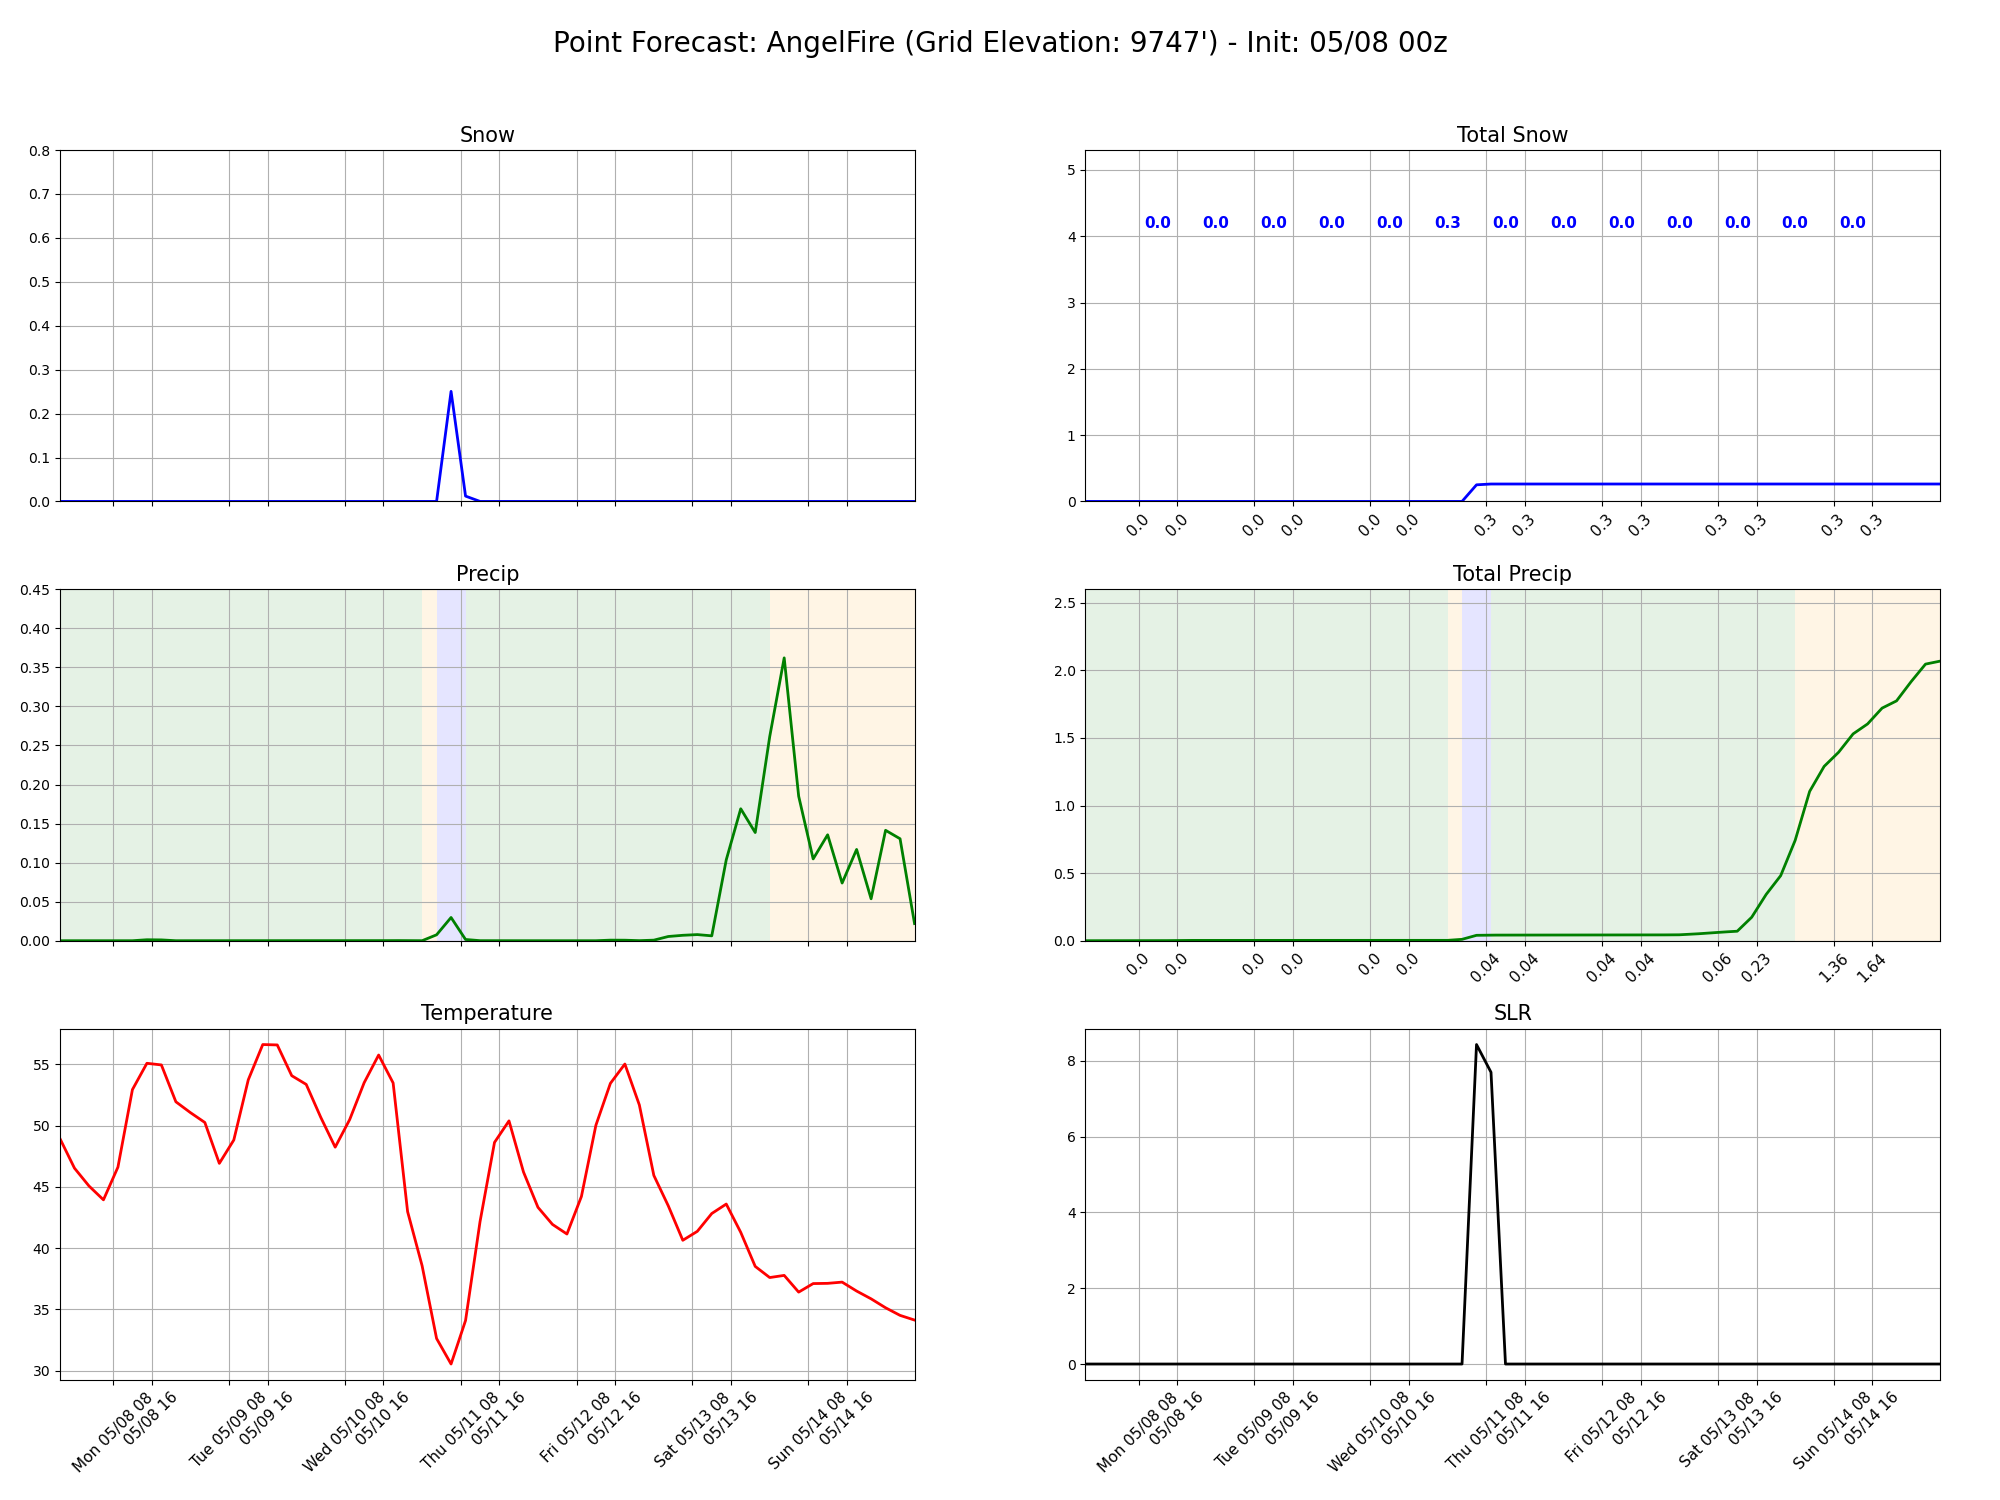 Point Forecast: AngelFire (Grid Elevation: 9747') - Init: 05/08 00z
Snow
0.8
0.7
0.6
0.5
0.4
0.3
0.2
0.1
0.0
Total Snow
5
4
3
2
1
0
0.0 0.0 0.0 0.0 0.0 0.3 0.0 0.0 0.0 0.0 0.0 0.0 0.0
0.0 0.0 0.0 0.0 0.0 0.0 0.3 0.3 0.3 0.3 0.3 0.3 0.3 0.3
Precip
0.45
0.40
0.35
0.30
0.25
0.20
0.15
0.10
0.05
0.00
Total Precip
2.5
2.0
1.5
1.0
0.5
0.0
0.0 0.0 0.0 0.0 0.0 0.0 0.04 0.04 0.04 0.04 0.06 0.23 1.36 1.64
Temperature
55
50
45
40
35
30
Mon 05/08 08
05/08 16
Tue 05/09 08
05/09 16
Wed 05/10 08
05/10 16
Thu 05/11 08
05/11 16
Fri 05/12 08
05/12 16
Sat 05/13 08
05/13 16
Sun 05/14 08
05/14 16
SLR
8
6
4
2
0
Mon 05/08 08
05/08 16
Tue 05/09 08
05/09 16
Wed 05/10 08
05/10 16
Thu 05/11 08
05/11 16
Fri 05/12 08
05/12 16
Sat 05/13 08
05/13 16
Sun 05/14 08
05/14 16